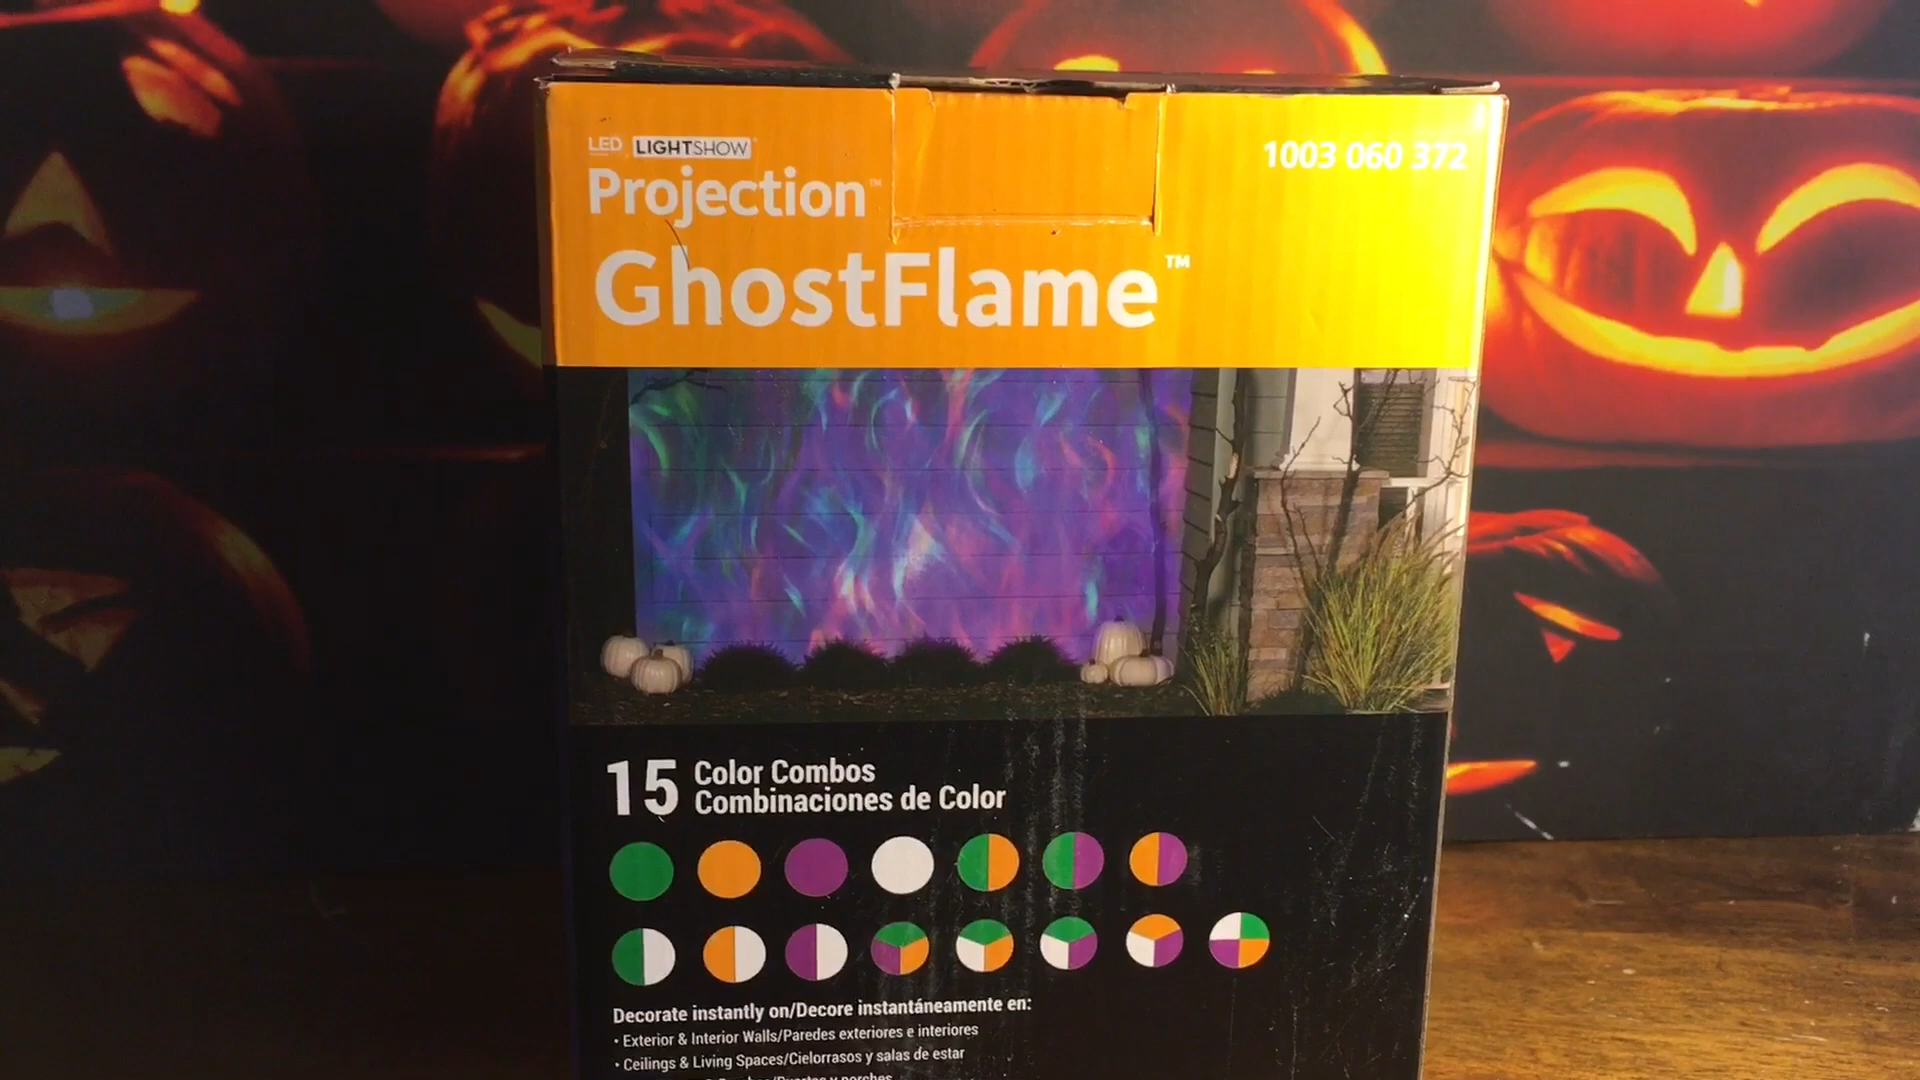 LED LIGHTSHOW
1003 060 372
Projection™
GhostFlame™
15 Color Combos
Combinaciones de Color
Decorate instantly on/Decore instantáneamente en:
• Exterior & Interior Walls/Paredes exteriores e interiores
• Ceilings & Living Spaces/Cielorrasos y salas de estar